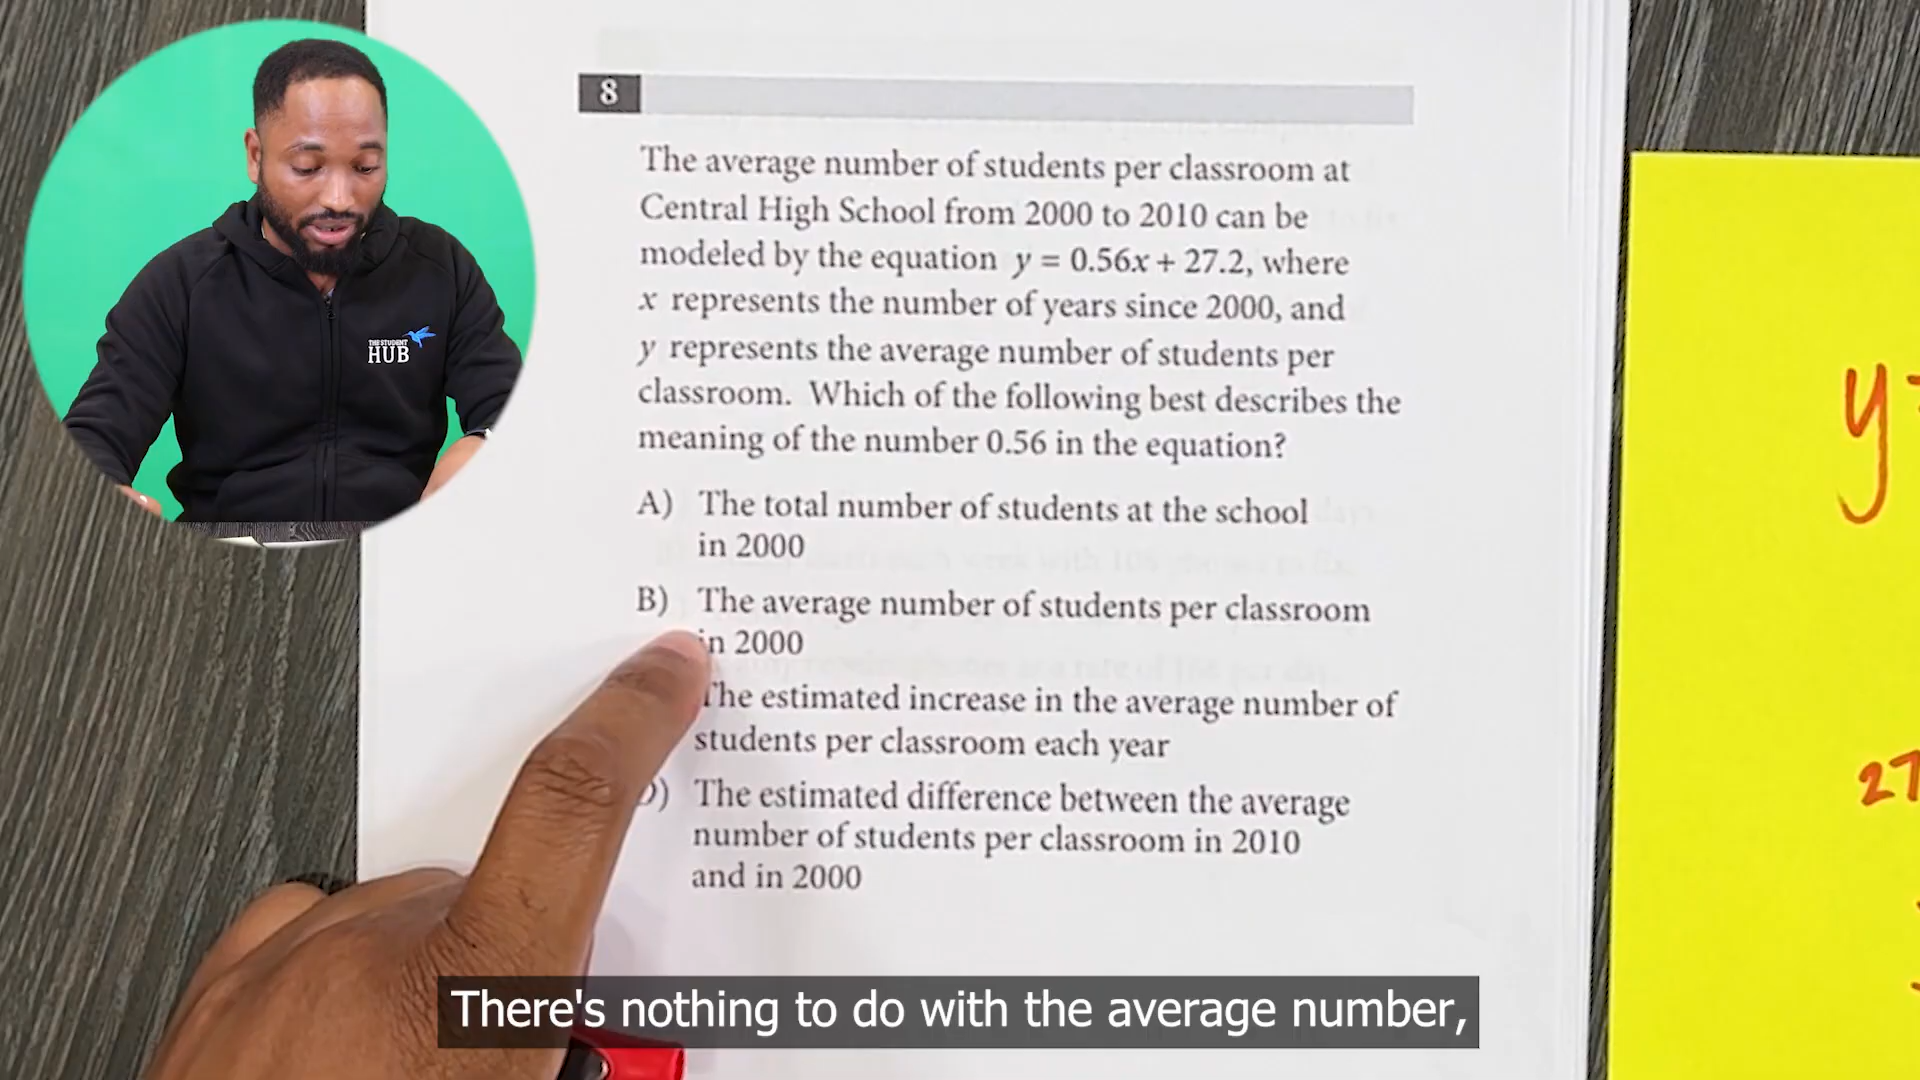 8
The average number of students per classroom at
Central High School from 2000 to 2010 can be
modeled by the equation y = 0.56x + 27.2, where
x represents the number of years since 2000, and
y represents the average number of students per
classroom. Which of the following best describes the
meaning of the number 0.56 in the equation?
A) The total number of students at the school
in 2000
B) The average number of students per classroom
in 2000
The estimated increase in the average number of
students per classroom each year
D) The estimated difference between the average
number of students per classroom in 2010
and in 2000
THE STUDENT
HUB
y
27
There's nothing to do with the average number,